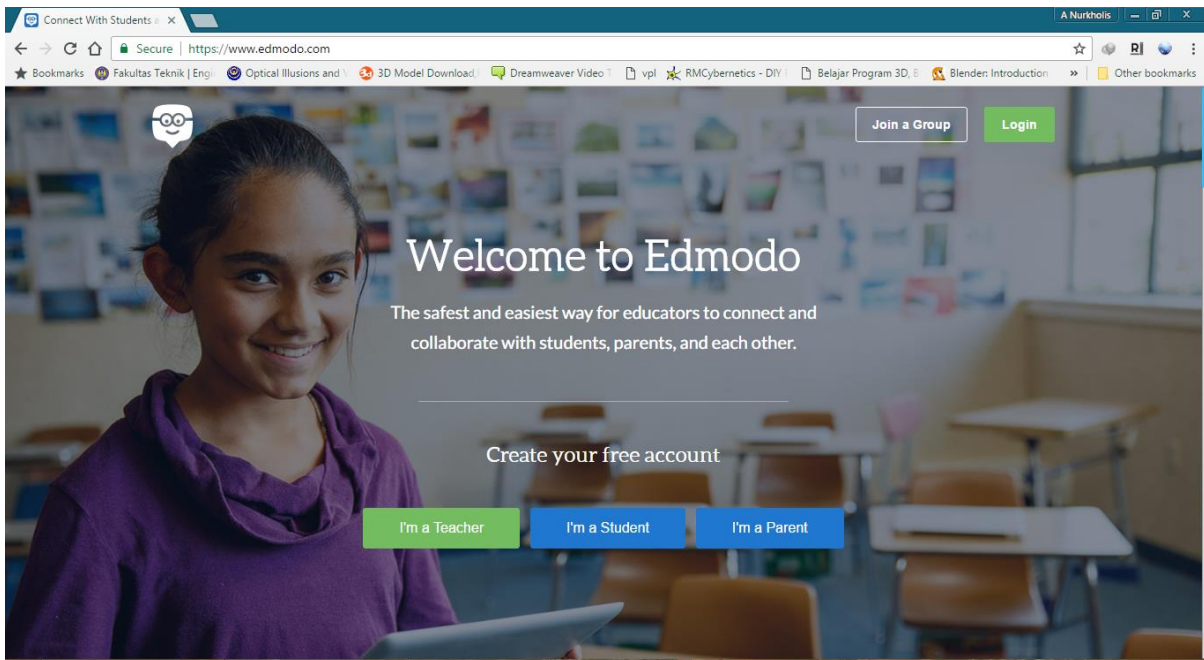 Connect With Students a
A Nurkholis
Secure | https://www.edmodo.com
Bookmarks Fakultas Teknik | Engi Optical Illusions and V 3D Model Download, Dreamweaver Video T vpl RMCybernetics - DIY Belajar Program 3D, B Blender: Introduction » Other bookmarks
Join a Group Login
Welcome to Edmodo
The safest and easiest way for educators to connect and
collaborate with students, parents, and each other.
Create your free account
I'm a Teacher I'm a Student I'm a Parent